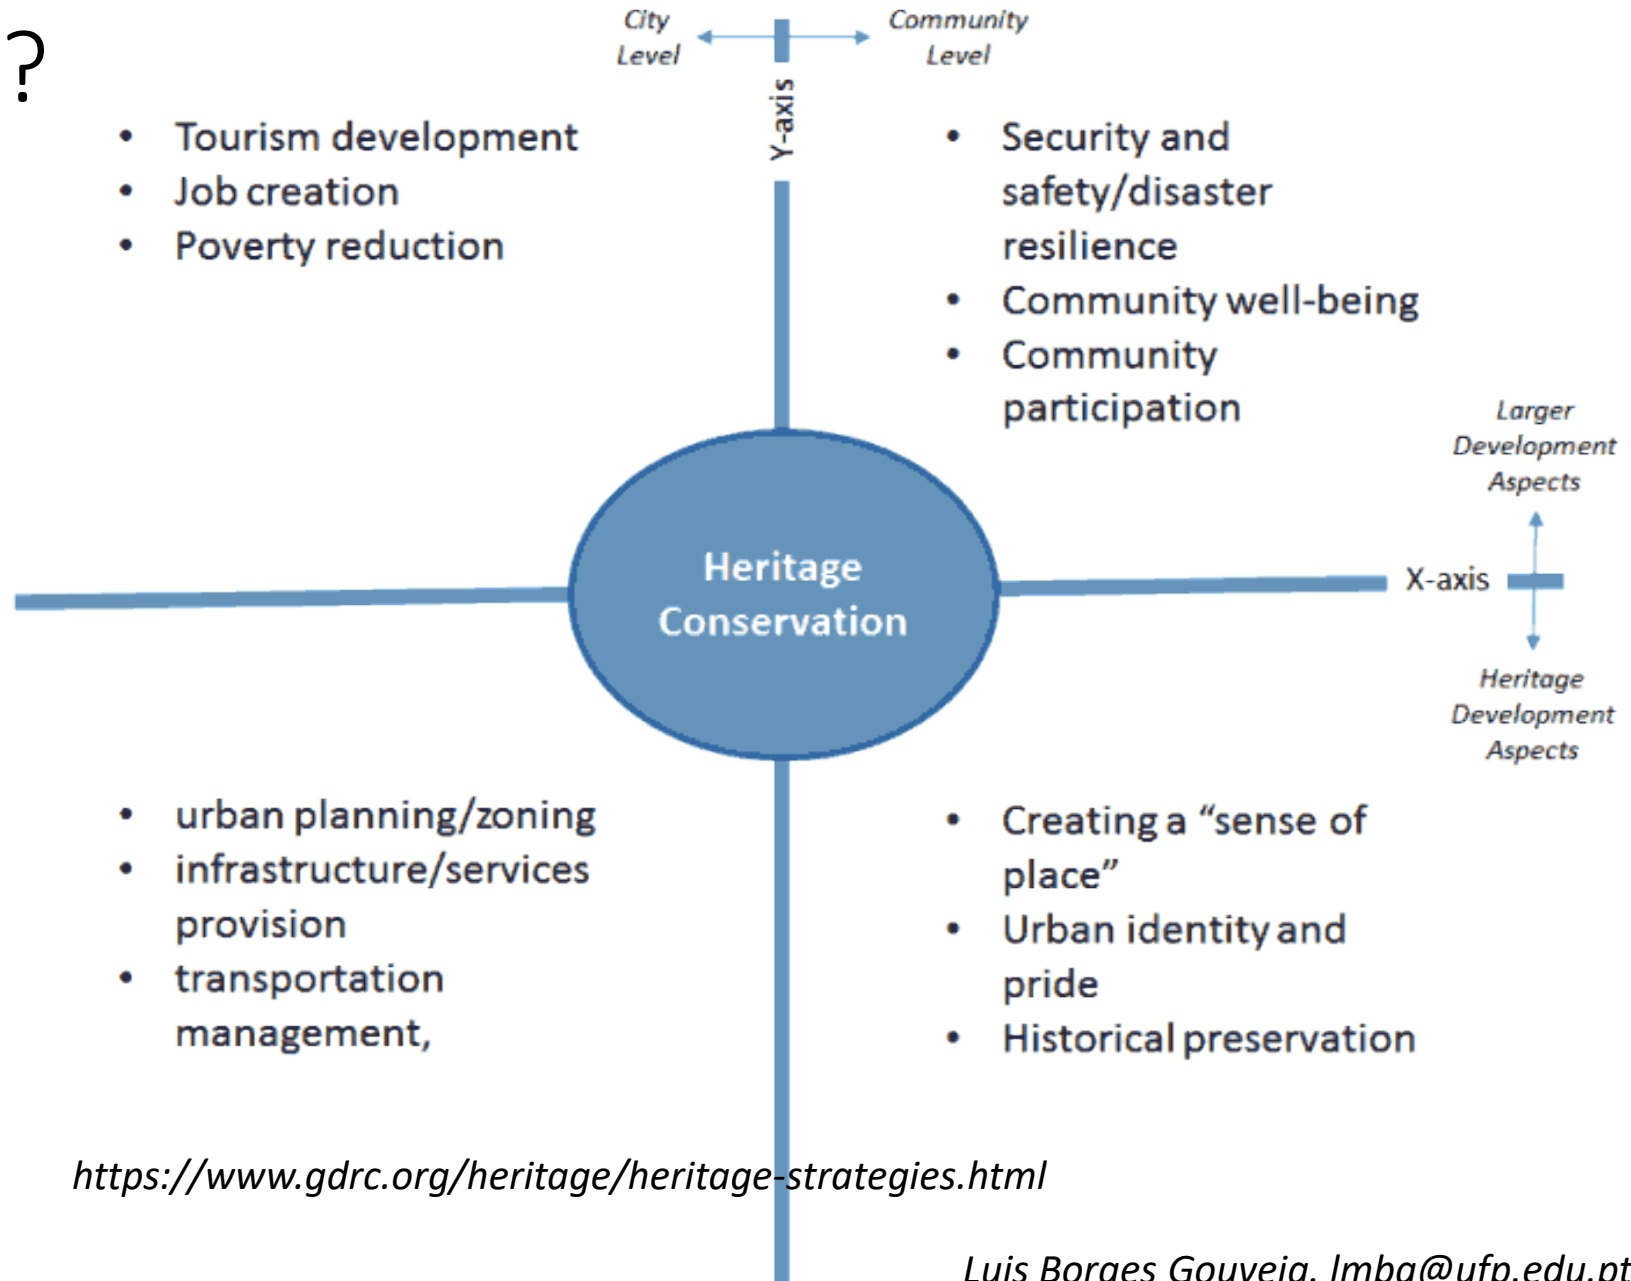 ?
City
Level
Community
Level
Y-axis
• Tourism development
• Job creation
• Poverty reduction
• Security and
safety/disaster
resilience
• Community well-being
• Community
participation
Larger
Development
Aspects
X-axis
Heritage
Development
Aspects
Heritage
Conservation
• urban planning/zoning
• infrastructure/services
provision
• transportation
management,
• Creating a “sense of
place”
• Urban identity and
pride
• Historical preservation
https://www.gdrc.org/heritage/heritage-strategies.html
Luis Borges Gouveia, lmbg@ufp.edu.pt